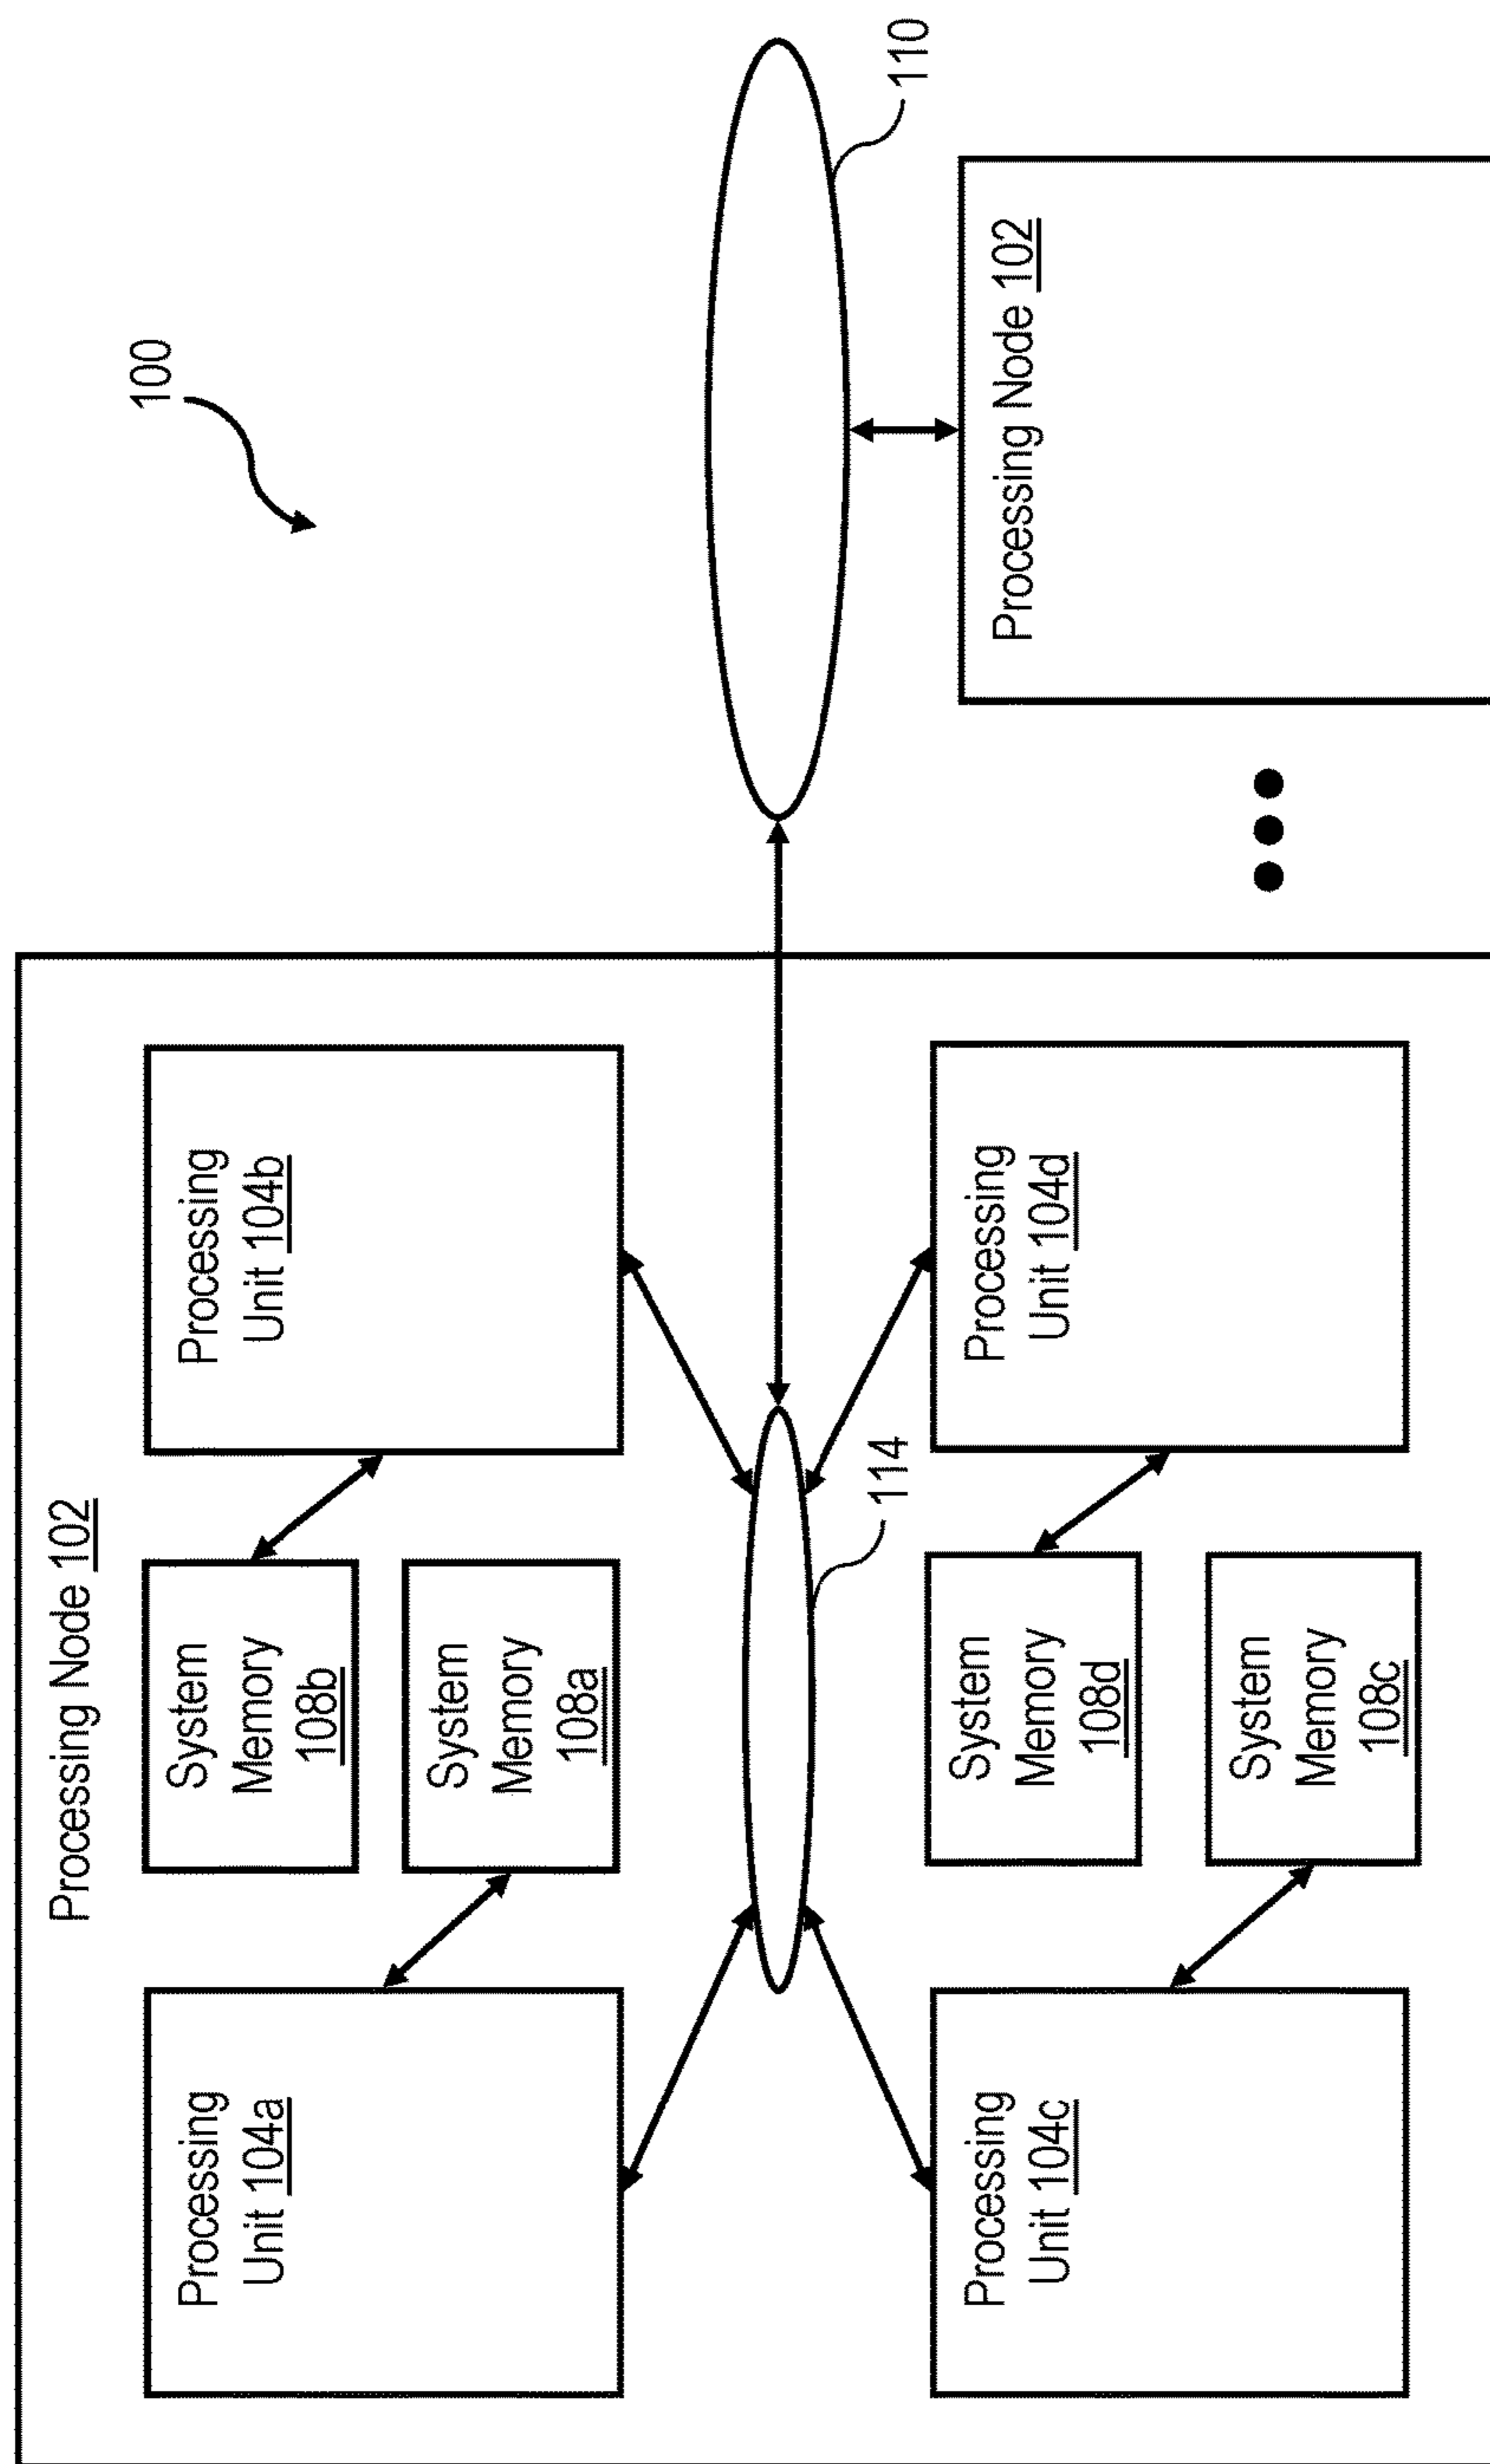 100
Processing Node 102
Processing
Unit 104a
System
Memory
108b
System
Memory
108a
Processing
Unit 104b
114
110
Processing
Unit 104c
System
Memory
108d
System
Memory
108c
Processing
Unit 104d
Processing Node 102